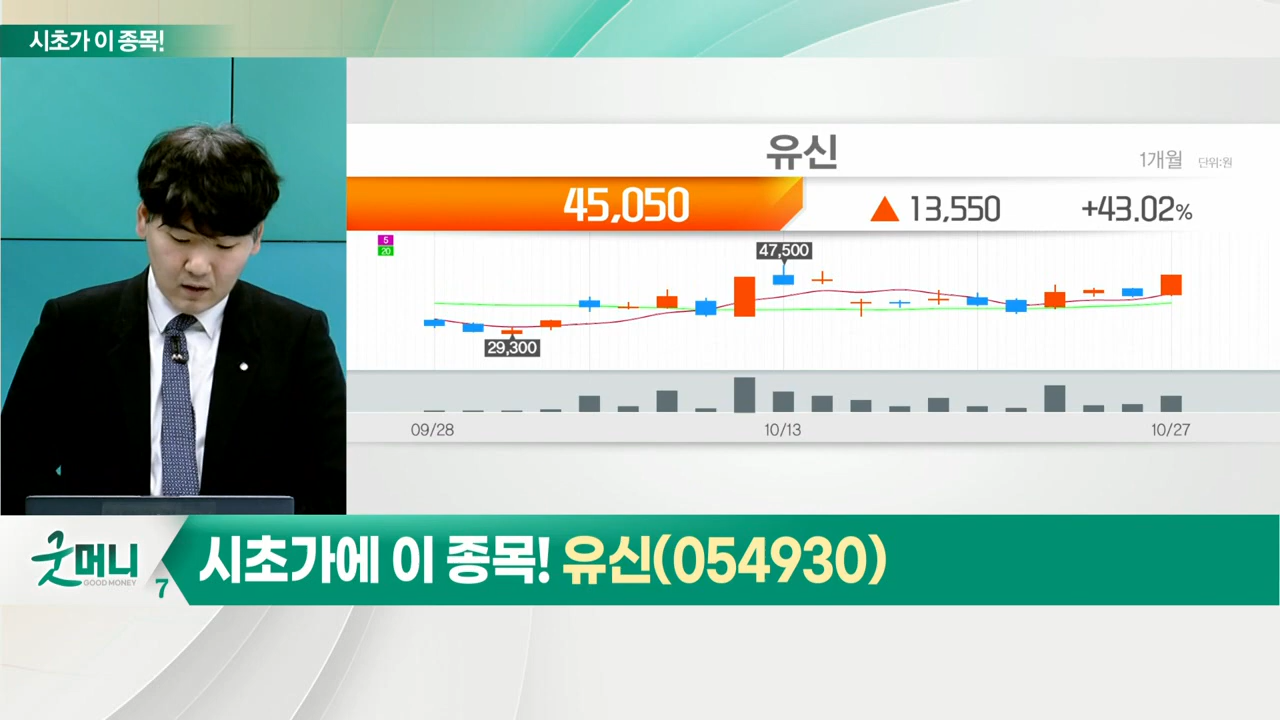 시초가 이 종목!
유신
1개월 단위:원
45,050 ▲ 13,550 +43.02%
5
20
47,500
29,300
09/28 10/13 10/27
굿머니
GOOD MONEY
7
시초가에 이 종목! 유신(054930)